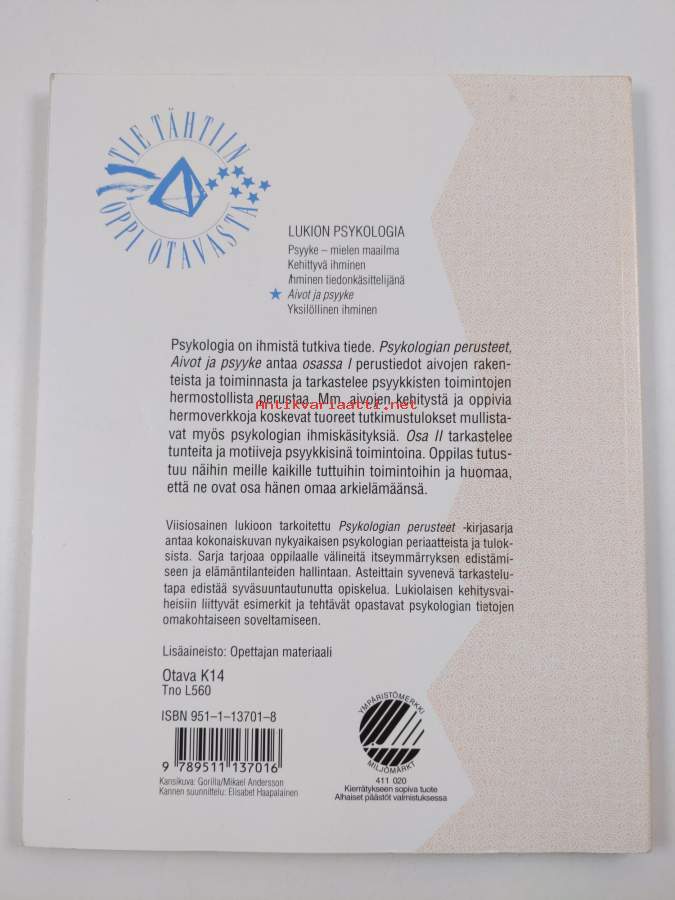 TIE TÄHTIIN
OPPI OTAVASTA
LUKION PSYKOLOGIA
Psyyke – mielen maailma
Kehittyvä ihminen
Ihminen tiedonkäsittelijänä
Aivot ja psyyke
Yksilöllinen ihminen
Psykologia on ihmistä tutkiva tiede. Psykologian perusteet,
Aivot ja psyyke antaa osassa I perustiedot aivojen raken-
teista ja toiminnasta ja tarkastelee psyykkisten toimintojen
hermostollista perustaa. Mm. aivojen kehitystä ja oppivia
Antikvariaatti.net
hermoverkkoja koskevat tuoreet tutkimustulokset mullista-
vat myös psykologian ihmiskäsityksiä. Osa II tarkastelee
tunteita ja motiiveja psyykkisinä toimintoina. Oppilas tutus-
tuu näihin meille kaikille tuttuihin toimintoihin ja huomaa,
että ne ovat osa hänen omaa arkielämäänsä.
Viisiosainen lukioon tarkoitettu Psykologian perusteet -kirjasarja
antaa kokonaiskuvan nykyaikaisen psykologian periaatteista ja tulok-
sista. Sarja tarjoaa oppilaalle välineitä itseymmärryksen edistämi-
seen ja elämäntilanteiden hallintaan. Asteittain syvenevä tarkastelu-
tapa edistää syväsuuntautunutta opiskelua. Lukiolaisen kehitysvai-
heisiin liittyvät esimerkit ja tehtävät opastavat psykologian tietojen
omakohtaiseen soveltamiseen.
Lisäaineisto: Opettajan materiaali
Otava K14
Tno L560
ISBN 951–1–13701–8
9 789511 137016
Kansikuva: Gorilla/Mikael Andersson
Kannen suunnittelu: Elisabet Haapalainen
YMPÄRISTÖMERKKI
MILJÖMÄRKT
411 020
Kierrätykseen sopiva tuote
Alhaiset päästöt valmistuksessa